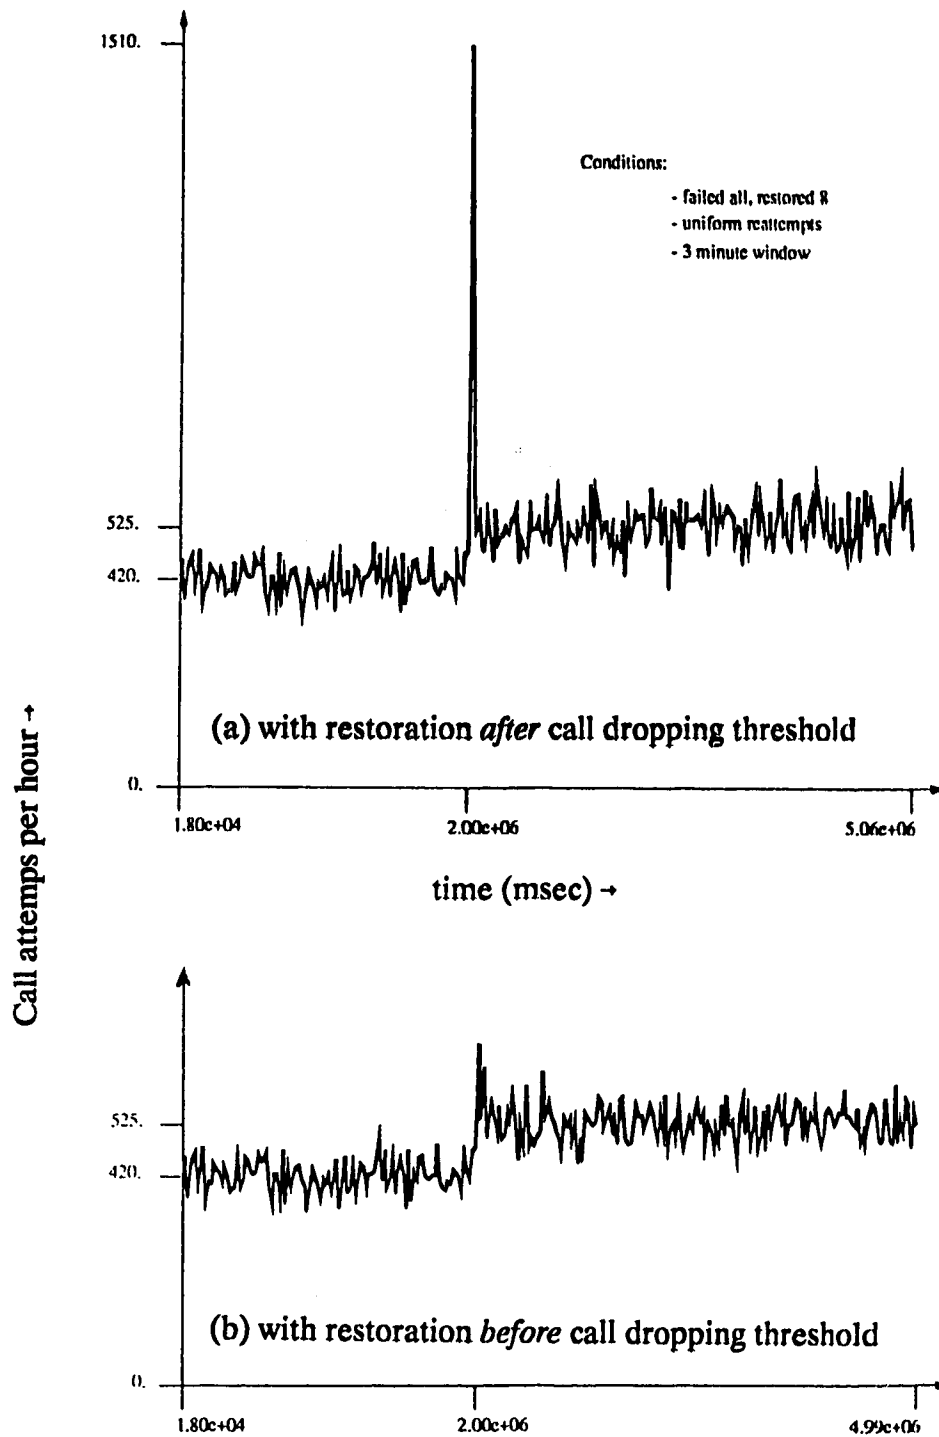 1510.
Conditions:
- failed all, restored 8
- uniform reattempts
- 3 minute window
525.
420.
(a) with restoration after call dropping threshold
0.
1.80e+04
2.00e+06
5.06e+06
time (msec) →
Call attemps per hour →
525.
420.
(b) with restoration before call dropping threshold
0.
1.80e+04
2.00e+06
4.99e+06